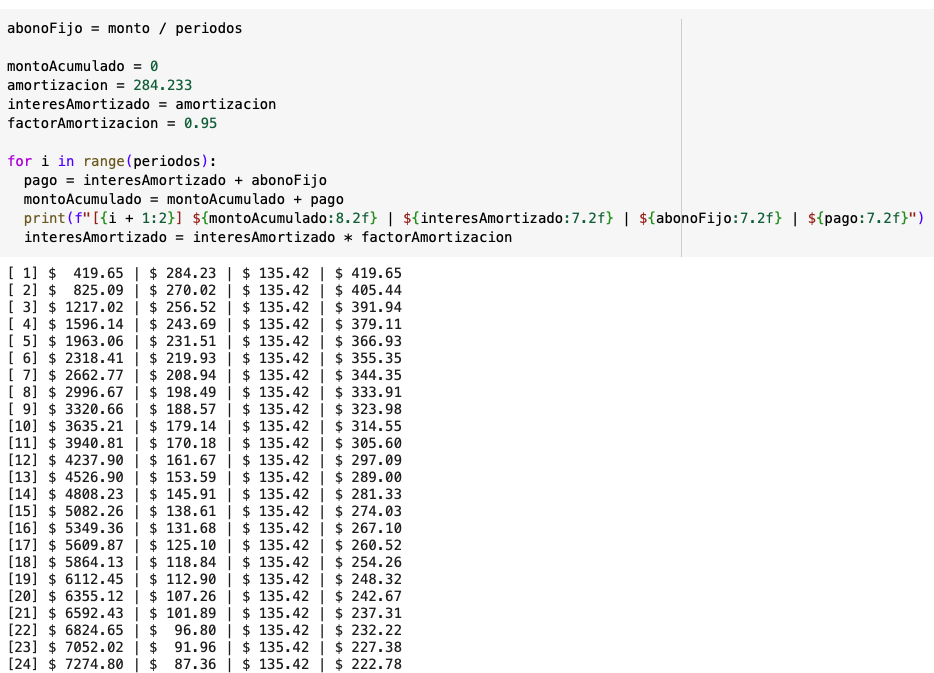 abonoFijo = monto / periodos
montoAcumulado = 0
amortizacion = 284.233
interesAmortizado = amortizacion
factorAmortizacion = 0.95
for i in range(periodos):
  pago = interesAmortizado + abonoFijo
  montoAcumulado = montoAcumulado + pago
  print(f"[{i + 1:2}] ${montoAcumulado:8.2f} | ${interesAmortizado:7.2f} | ${abonoFijo:7.2f} | ${pago:7.2f}")
  interesAmortizado = interesAmortizado * factorAmortizacion
[ 1] $  419.65 | $ 284.23 | $ 135.42 | $ 419.65
[ 2] $  825.09 | $ 270.02 | $ 135.42 | $ 405.44
[ 3] $ 1217.02 | $ 256.52 | $ 135.42 | $ 391.94
[ 4] $ 1596.14 | $ 243.69 | $ 135.42 | $ 379.11
[ 5] $ 1963.06 | $ 231.51 | $ 135.42 | $ 366.93
[ 6] $ 2318.41 | $ 219.93 | $ 135.42 | $ 355.35
[ 7] $ 2662.77 | $ 208.94 | $ 135.42 | $ 344.35
[ 8] $ 2996.67 | $ 198.49 | $ 135.42 | $ 333.91
[ 9] $ 3320.66 | $ 188.57 | $ 135.42 | $ 323.98
[10] $ 3635.21 | $ 179.14 | $ 135.42 | $ 314.55
[11] $ 3940.81 | $ 170.18 | $ 135.42 | $ 305.60
[12] $ 4237.90 | $ 161.67 | $ 135.42 | $ 297.09
[13] $ 4526.90 | $ 153.59 | $ 135.42 | $ 289.00
[14] $ 4808.23 | $ 145.91 | $ 135.42 | $ 281.33
[15] $ 5082.26 | $ 138.61 | $ 135.42 | $ 274.03
[16] $ 5349.36 | $ 131.68 | $ 135.42 | $ 267.10
[17] $ 5609.87 | $ 125.10 | $ 135.42 | $ 260.52
[18] $ 5864.13 | $ 118.84 | $ 135.42 | $ 254.26
[19] $ 6112.45 | $ 112.90 | $ 135.42 | $ 248.32
[20] $ 6355.12 | $ 107.26 | $ 135.42 | $ 242.67
[21] $ 6592.43 | $ 101.89 | $ 135.42 | $ 237.31
[22] $ 6824.65 | $  96.80 | $ 135.42 | $ 232.22
[23] $ 7052.02 | $  91.96 | $ 135.42 | $ 227.38
[24] $ 7274.80 | $  87.36 | $ 135.42 | $ 222.78